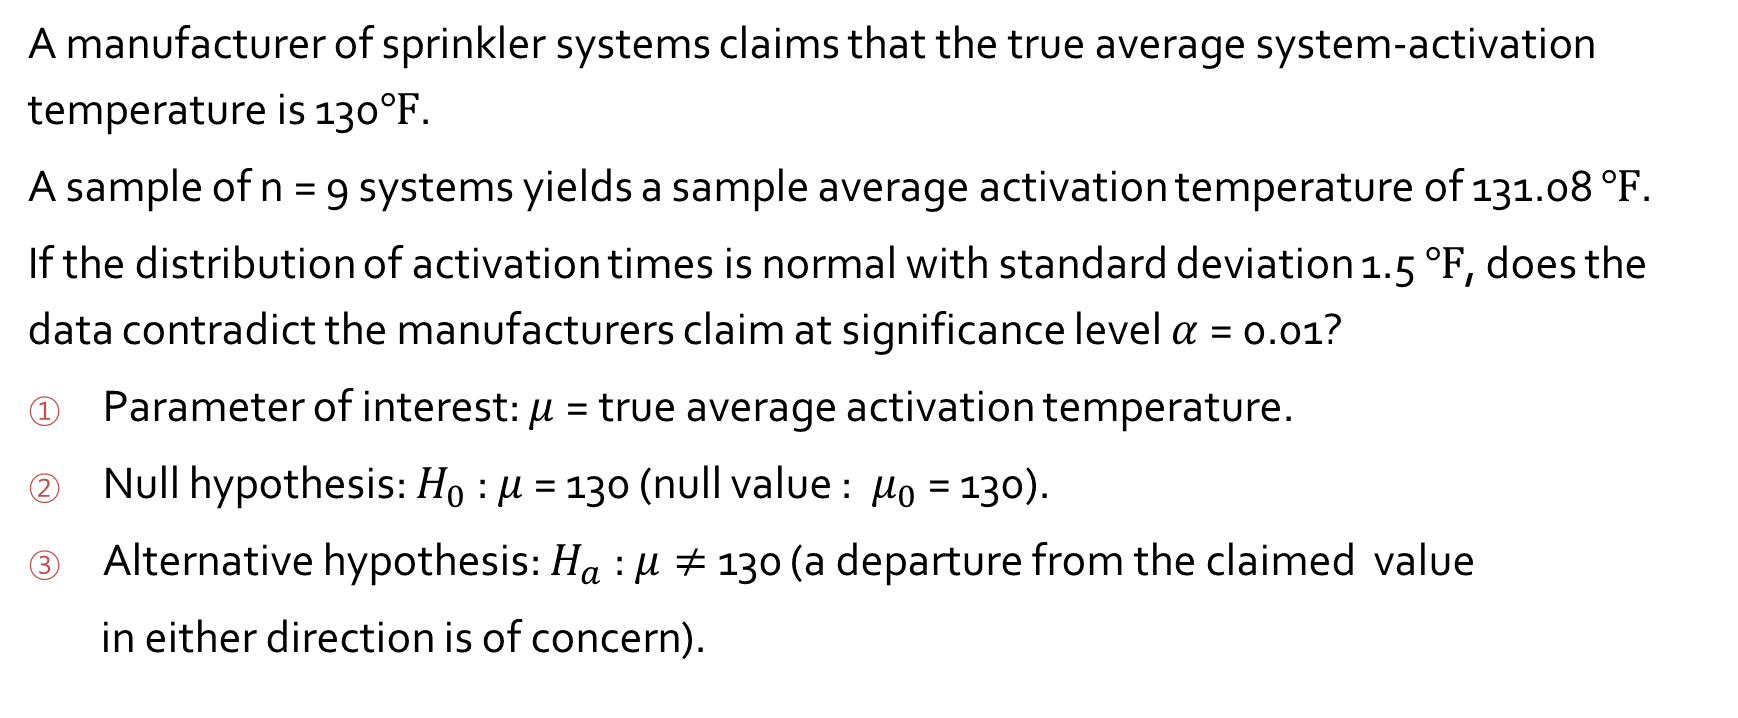 A manufacturer of sprinkler systems claims that the true average system-activation
temperature is 130°F.
A sample of n = 9 systems yields a sample average activation temperature of 131.08 °F.
If the distribution of activation times is normal with standard deviation 1.5 °F, does the
data contradict the manufacturers claim at significance level α = 0.01?
① Parameter of interest: μ = true average activation temperature.
② Null hypothesis: H₀ : μ = 130 (null value : μ₀ = 130).
③ Alternative hypothesis: Hₐ : μ ≠ 130 (a departure from the claimed value
in either direction is of concern).